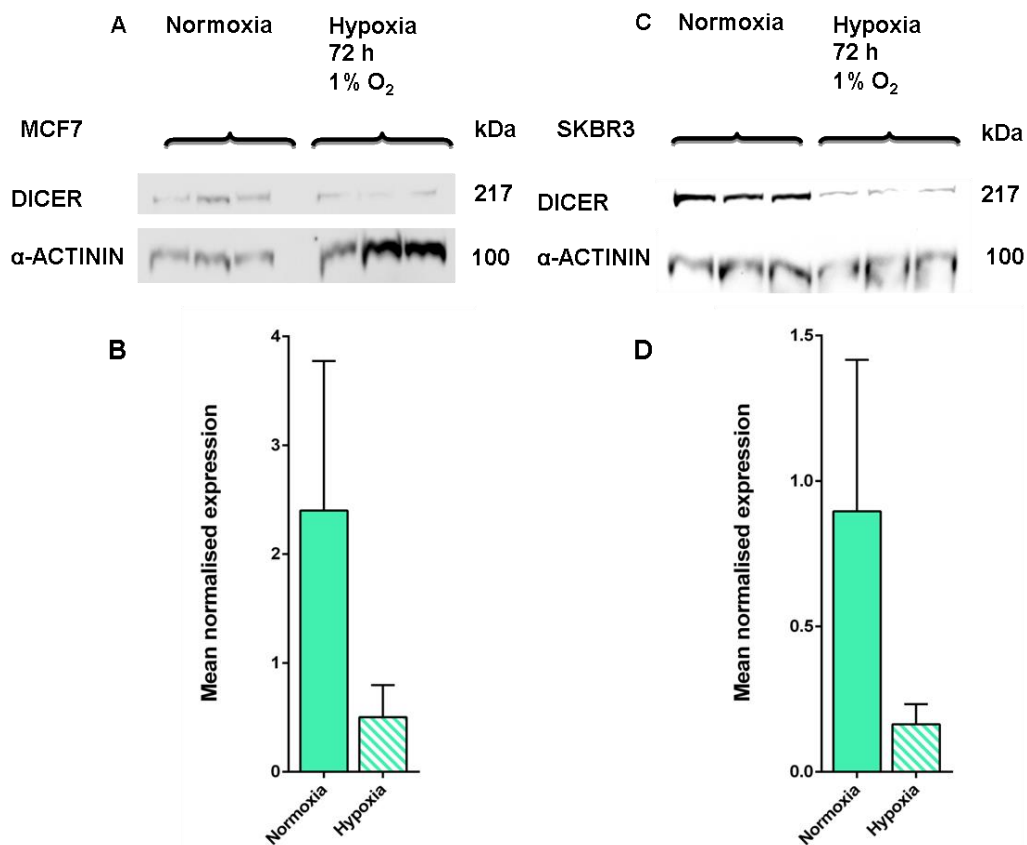 A
Normoxia
Hypoxia
72 h
1% O₂
MCF7
kDa
DICER
217
α-ACTININ
100
C
Normoxia
Hypoxia
72 h
1% O₂
SKBR3
kDa
DICER
217
α-ACTININ
100
B
Mean normalised expression
4
3
2
1
0
Normoxia
Hypoxia
D
Mean normalised expression
1.5
1.0
0.5
0.0
Normoxia
Hypoxia